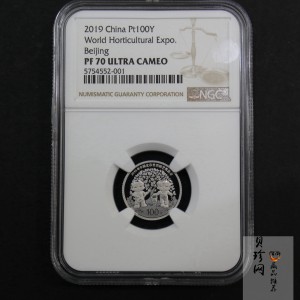 2019 China Pt100Y
World Horticultural Expo.
Beijing
PF 70 ULTRA CAMEO
5754552-001
NUMISMATIC GUARANTY CORPORATION
NGC
100
贝珍网